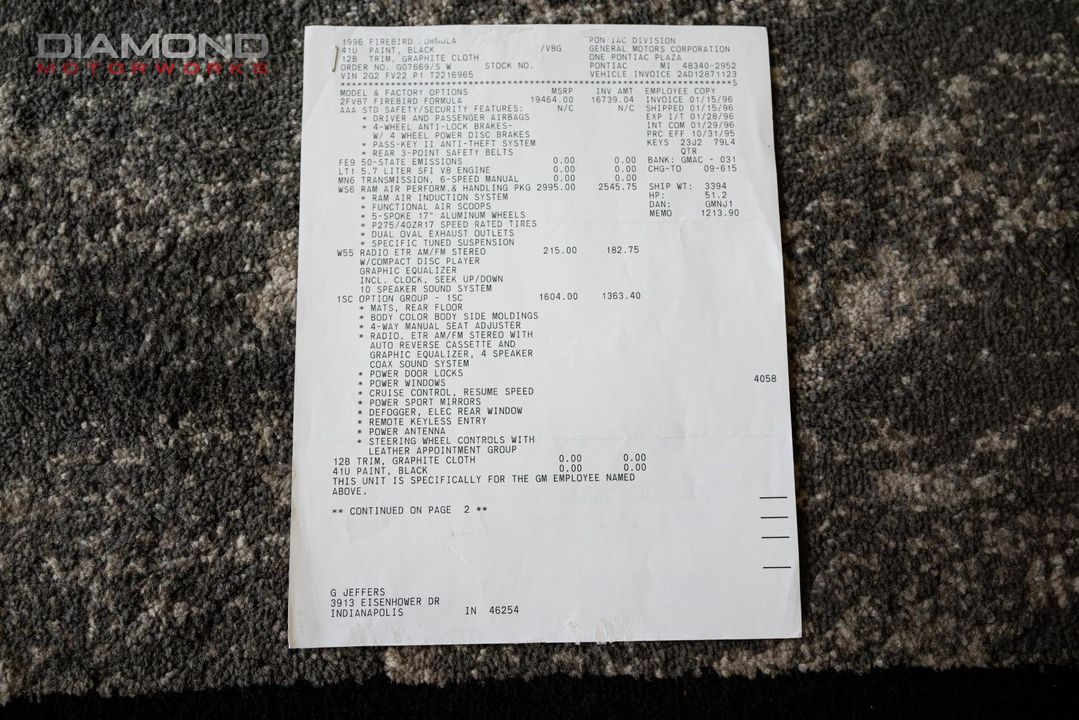 DIAMOND
MOTORWORKS
1996 FIREBIRD FORMULA PONTIAC DIVISION
41U PAINT, BLACK /V8G GENERAL MOTORS CORPORATION
12B TRIM, GRAPHITE CLOTH ONE PONTIAC PLAZA
ORDER NO. G07669/S W STOCK NO. PONTIAC MI 48340-2952
VIN 2G2 FV22 P1 T2216965 VEHICLE INVOICE 2AD12871123
MODEL & FACTORY OPTIONS MSRP INV AMT EMPLOYEE COPY
2FV87 FIREBIRD FORMULA 19464.00 16739.04 INVOICE 01/15/96
AAA STD SAFETY/SECURITY FEATURES: N/C N/C SHIPPED 01/15/96
* DRIVER AND PASSENGER AIRBAGS EXP I/T 01/28/96
* 4-WHEEL ANTI-LOCK BRAKES- INT COM 01/29/96
W/ 4 WHEEL POWER DISC BRAKES PRC EFF 10/31/95
* PASS-KEY II ANTI-THEFT SYSTEM KEYS 23J2 79L4
* REAR 3-POINT SAFETY BELTS QTR
FE9 50-STATE EMISSIONS 0.00 0.00 BANK: GMAC - 031
LT1 5.7 LITER SFI V8 ENGINE 0.00 0.00 CHG-TO 09-615
MN6 TRANSMISSION, 6-SPEED MANUAL 0.00 0.00
WS6 RAM AIR PERFORM.& HANDLING PKG 2995.00 2545.75 SHIP WT: 3394
* RAM AIR INDUCTION SYSTEM HP: 51.2
* FUNCTIONAL AIR SCOOPS DAN: GMNJ1
* 5-SPOKE 17" ALUMINUM WHEELS MEMO 1213.90
* P275/40ZR17 SPEED RATED TIRES
* DUAL OVAL EXHAUST OUTLETS
* SPECIFIC TUNED SUSPENSION
W55 RADIO ETR AM/FM STEREO 215.00 182.75
W/COMPACT DISC PLAYER
GRAPHIC EQUALIZER
INCL. CLOCK, SEEK UP/DOWN
10 SPEAKER SOUND SYSTEM
1SC OPTION GROUP - 1SC 1604.00 1363.40
* MATS, REAR FLOOR
* BODY COLOR BODY SIDE MOLDINGS
* 4-WAY MANUAL SEAT ADJUSTER
* RADIO, ETR AM/FM STEREO WITH
AUTO REVERSE CASSETTE AND
GRAPHIC EQUALIZER, 4 SPEAKER
COAX SOUND SYSTEM
* POWER DOOR LOCKS
* POWER WINDOWS 4058
* CRUISE CONTROL, RESUME SPEED
* POWER SPORT MIRRORS
* DEFOGGER, ELEC REAR WINDOW
* REMOTE KEYLESS ENTRY
* POWER ANTENNA
* STEERING WHEEL CONTROLS WITH
LEATHER APPOINTMENT GROUP
12B TRIM, GRAPHITE CLOTH 0.00 0.00
41U PAINT, BLACK 0.00 0.00
THIS UNIT IS SPECIFICALLY FOR THE GM EMPLOYEE NAMED
ABOVE.
** CONTINUED ON PAGE 2 **
G JEFFERS
3913 EISENHOWER DR
INDIANAPOLIS IN 46254